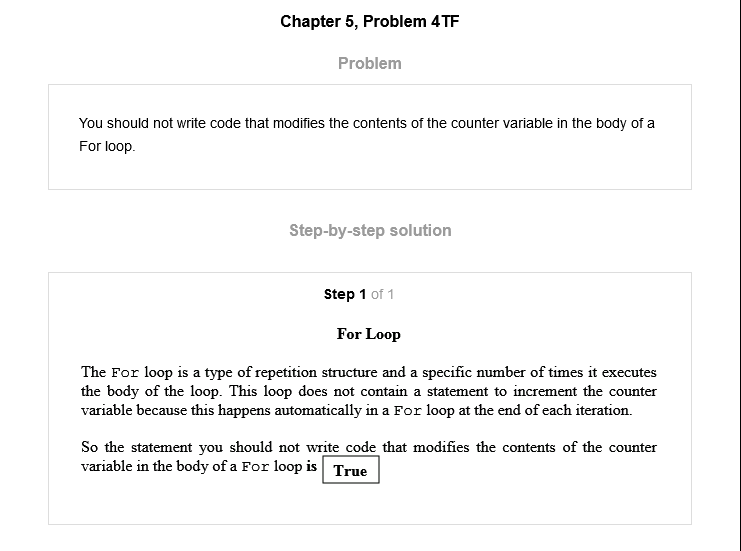 Chapter 5, Problem 4TF
Problem
You should not write code that modifies the contents of the counter variable in the body of a
For loop.
Step-by-step solution
Step 1 of 1
For Loop
The For loop is a type of repetition structure and a specific number of times it executes
the body of the loop. This loop does not contain a statement to increment the counter
variable because this happens automatically in a For loop at the end of each iteration.
So the statement you should not write code that modifies the contents of the counter
variable in the body of a For loop is True